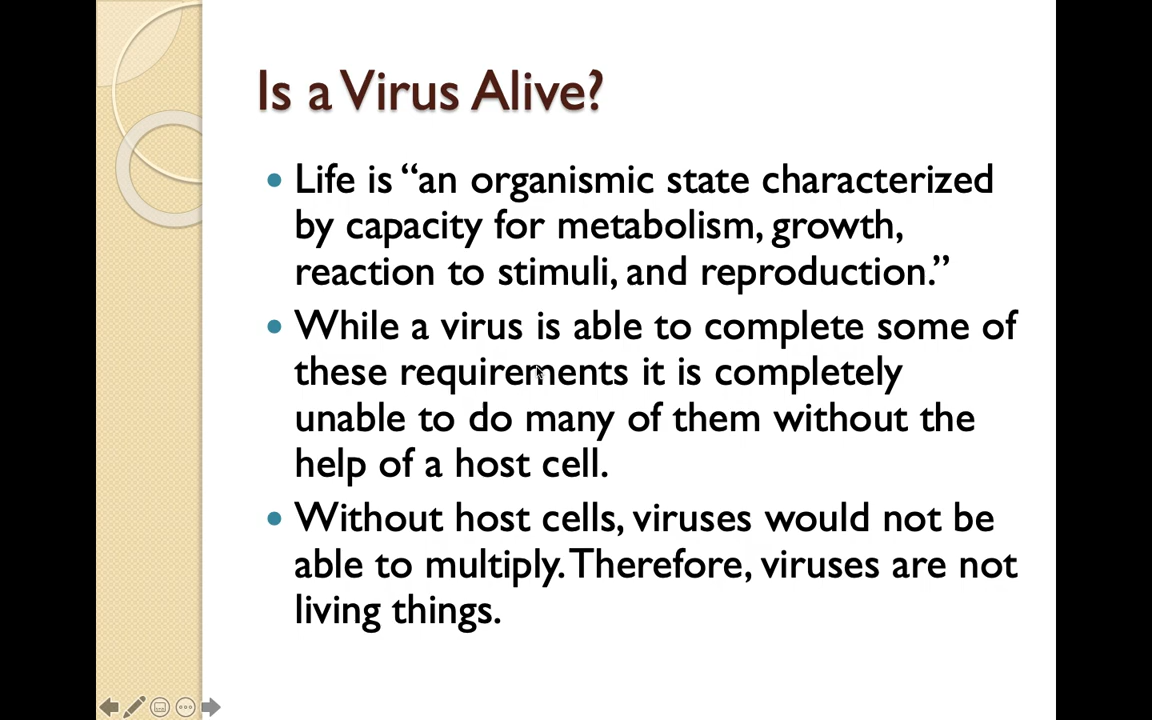 Is a Virus Alive?
• Life is “an organismic state characterized
by capacity for metabolism, growth,
reaction to stimuli, and reproduction.”
• While a virus is able to complete some of
these requirements it is completely
unable to do many of them without the
help of a host cell.
• Without host cells, viruses would not be
able to multiply. Therefore, viruses are not
living things.